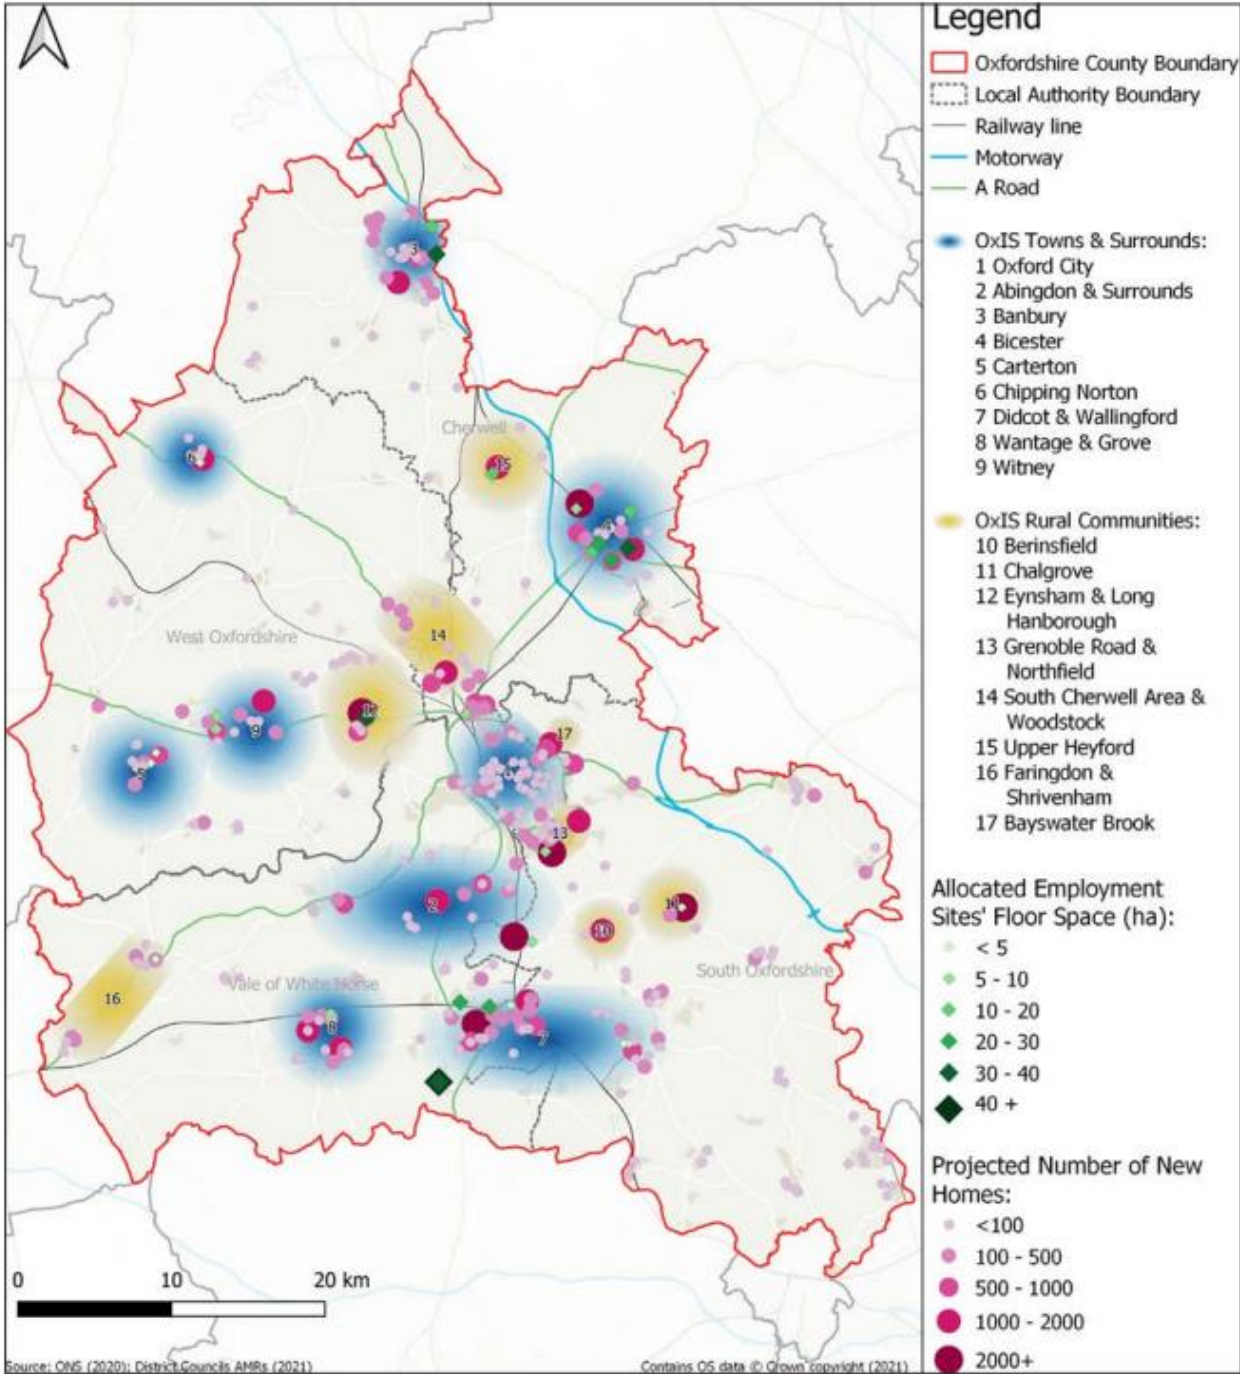 Legend
Oxfordshire County Boundary
Local Authority Boundary
Railway line
Motorway
A Road
OxIS Towns & Surrounds:
1 Oxford City
2 Abingdon & Surrounds
3 Banbury
4 Bicester
5 Carterton
6 Chipping Norton
7 Didcot & Wallingford
8 Wantage & Grove
9 Witney
OxIS Rural Communities:
10 Berinsfield
11 Chalgrove
12 Eynsham & Long
Hanborough
13 Grenoble Road &
Northfield
14 South Cherwell Area &
Woodstock
15 Upper Heyford
16 Faringdon &
Shrivenham
17 Bayswater Brook
Allocated Employment
Sites' Floor Space (ha):
< 5
5 - 10
10 - 20
20 - 30
30 - 40
40 +
Projected Number of New
Homes:
<100
100 - 500
500 - 1000
1000 - 2000
2000+
3
Cherwell
6
15
4
West Oxfordshire
14
12
9
17
5
13
2
11
10
South Oxfordshire
16
Vale of White Horse
8
7
0 10 20 km
Source: ONS (2020); District Councils AMRs (2021)
Contains OS data © Crown copyright (2021)